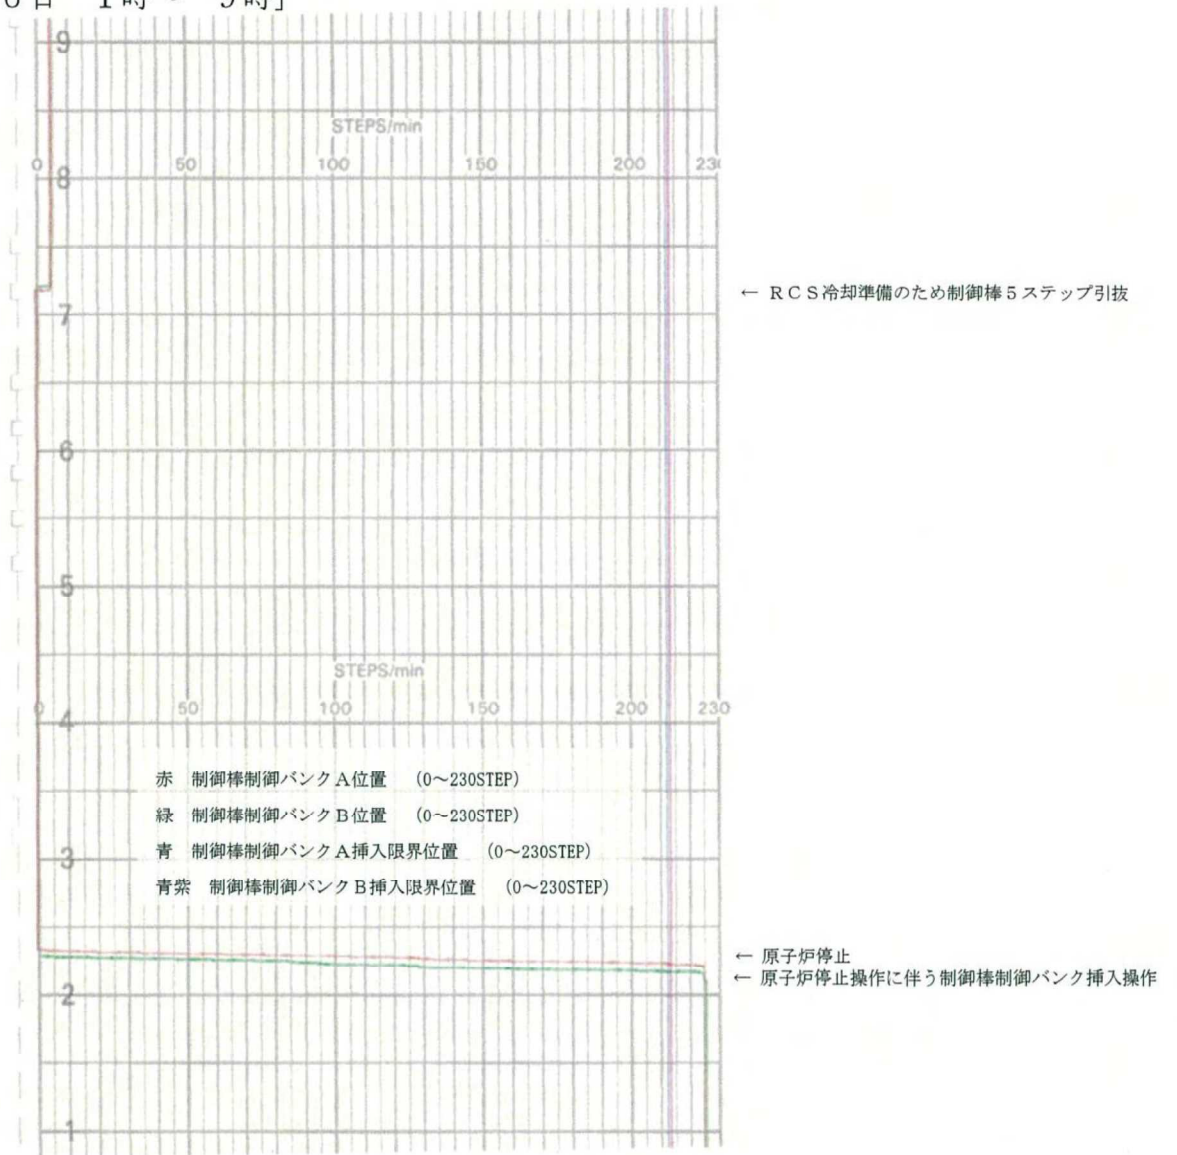 9
STEPS/min
0 50 100 150 200
8
← RCS冷却準備のため制御棒5ステップ引抜
7
6
5
STEPS/min
0 50 100 150 200 230
4
赤 制御棒制御バンクA位置 (0~230STEP)
緑 制御棒制御バンクB位置 (0~230STEP)
青 制御棒制御バンクA挿入限界位置 (0~230STEP)
3
青紫 制御棒制御バンクB挿入限界位置 (0~230STEP)
← 原子炉停止
← 原子炉停止操作に伴う制御棒制御バンク挿入操作
2
1